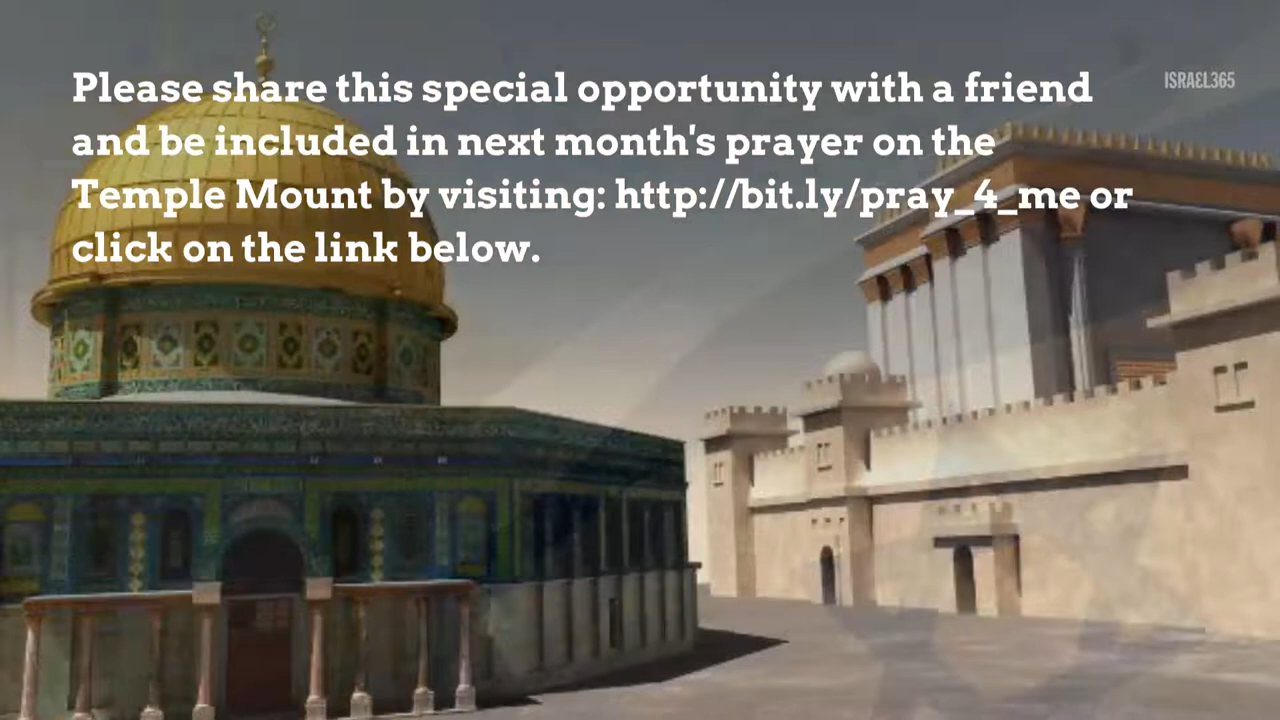 Please share this special opportunity with a friend
and be included in next month's prayer on the
Temple Mount by visiting: http://bit.ly/pray_4_me or
click on the link below.
ISRAEL365